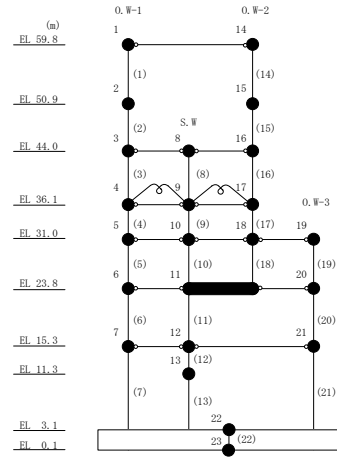 O.W-1 O.W-2
(m)
EL 59.8 1 14
(1) (14)
EL 50.9 2 15
(2) S.W (15)
EL 44.0 3 8 16
(3) (8) (16)
EL 36.1 4 9 17
O.W-3
EL 31.0 5 (4) 10 (9) 18 (17) 19
(5) (10) (18) (19)
EL 23.8 6 11 20
(6) (11) (20)
EL 15.3 7 12 21
EL 11.3 13 (12)
(7) (13) (21)
EL 3.1 22
EL 0.1 23 (22)